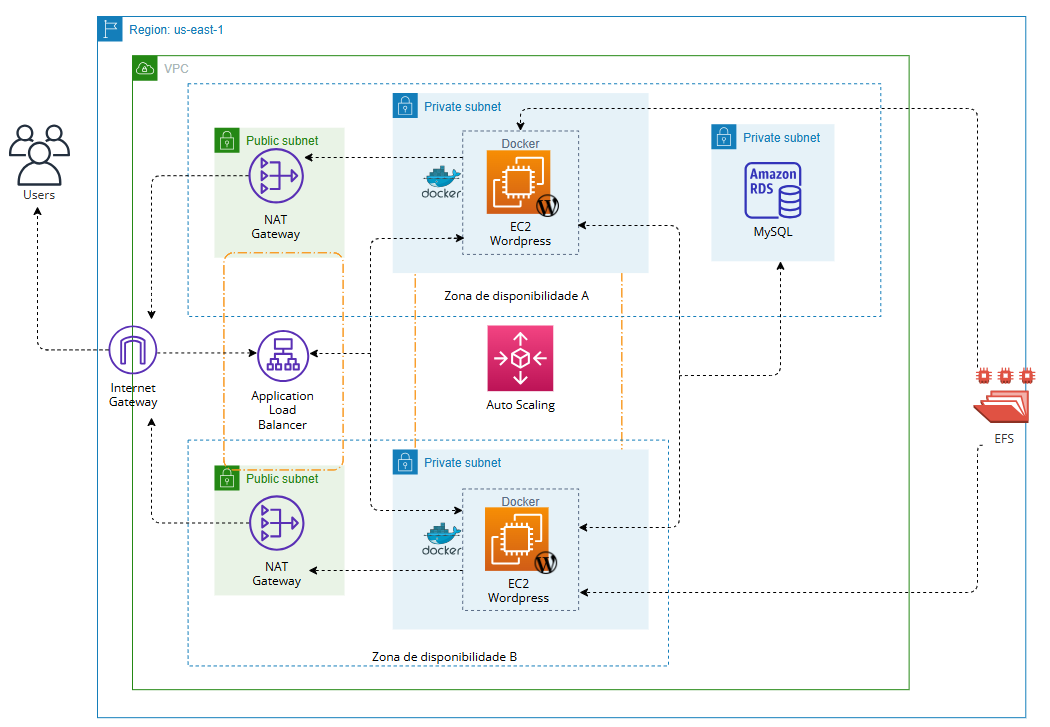 Region: us-east-1
VPC
Private subnet
Public subnet
Private subnet
Docker
docker
Amazon
RDS
Users
NAT
Gateway
EC2
Wordpress
MySQL
Zona de disponibilidade A
Internet
Gateway
Application
Load
Balancer
Auto Scaling
EFS
Private subnet
Public subnet
Docker
docker
NAT
Gateway
EC2
Wordpress
Zona de disponibilidade B